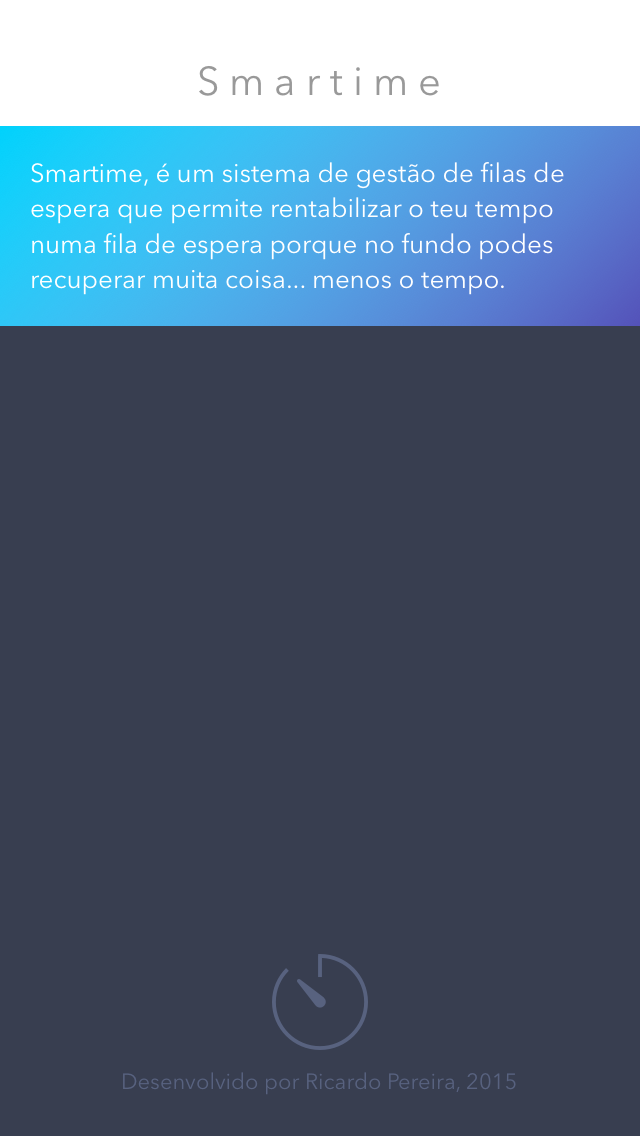 Smartime
Smartime, é um sistema de gestão de filas de
espera que permite rentabilizar o teu tempo
numa fila de espera porque no fundo podes
recuperar muita coisa... menos o tempo.
Desenvolvido por Ricardo Pereira, 2015